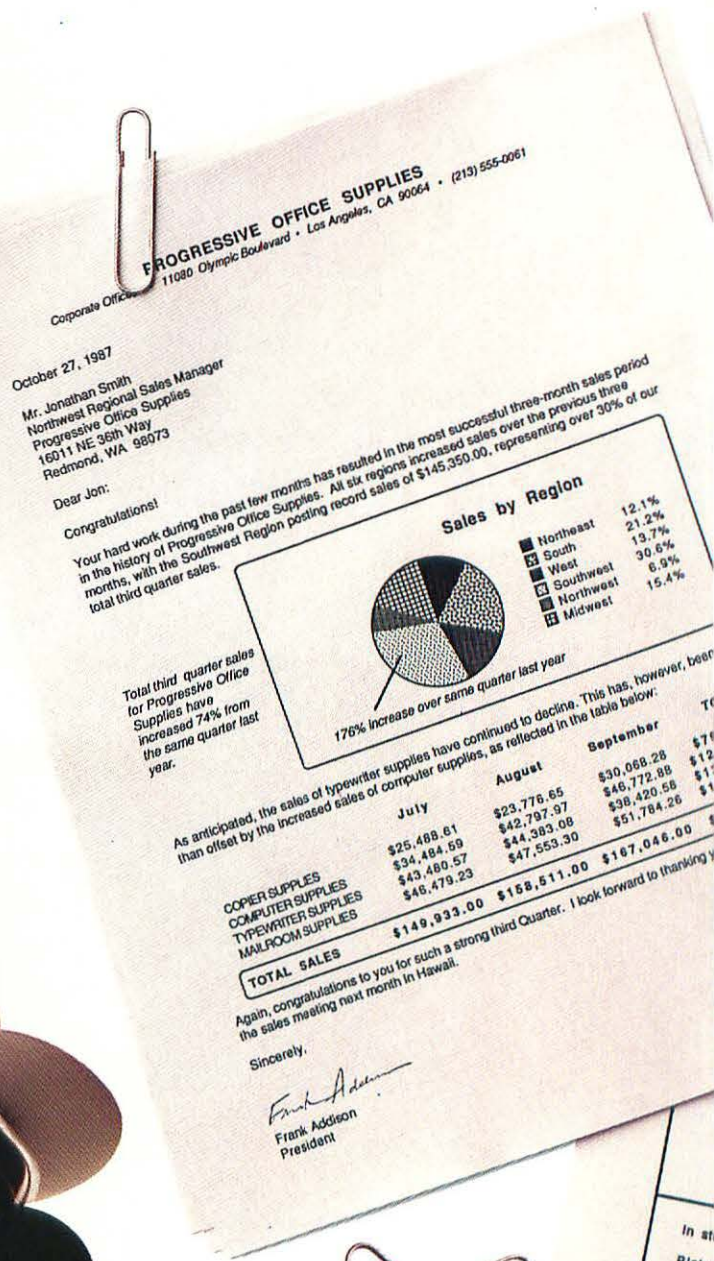 PROGRESSIVE OFFICE SUPPLIES
Corporate Offices 11080 Olympic Boulevard • Los Angeles, CA 90064 • (213) 555-0061
October 27, 1987
Mr. Jonathan Smith
Northwest Regional Sales Manager
Progressive Office Supplies
16011 NE 36th Way
Redmond, WA 98073
Dear Jon:
Congratulations!
Your hard work during the past few months has resulted in the most successful three-month sales period
in the history of Progressive Office Supplies. All six regions increased sales over the previous three
months, with the Southwest Region posting record sales of $145,350.00, representing over 30% of our
total third quarter sales.
Sales by Region
Northeast 12.1%
South 21.2%
West 13.7%
Southwest 30.6%
Northwest 6.9%
Midwest 15.4%
176% increase over same quarter last year
Total third quarter sales
for Progressive Office
Supplies have
increased 74% from
the same quarter last
year.
As anticipated, the sales of typewriter supplies have continued to decline. This has, however, been
than offset by the increased sales of computer supplies, as reflected in the table below:
July August September
COPIER SUPPLIES $25,488.61 $23,776.65 $30,068.28
COMPUTER SUPPLIES $34,484.59 $42,797.97 $46,772.88
TYPEWRITER SUPPLIES $43,480.57 $44,383.08 $38,420.58
MAILROOM SUPPLIES $46,479.23 $47,553.30 $51,784.26
TOTAL SALES $149,933.00 $158,511.00 $167,046.00
Again, congratulations to you for such a strong third Quarter. I look forward to thanking
the sales meeting next month in Hawaii.
Sincerely,
Frank Addison
Frank Addison
President
In